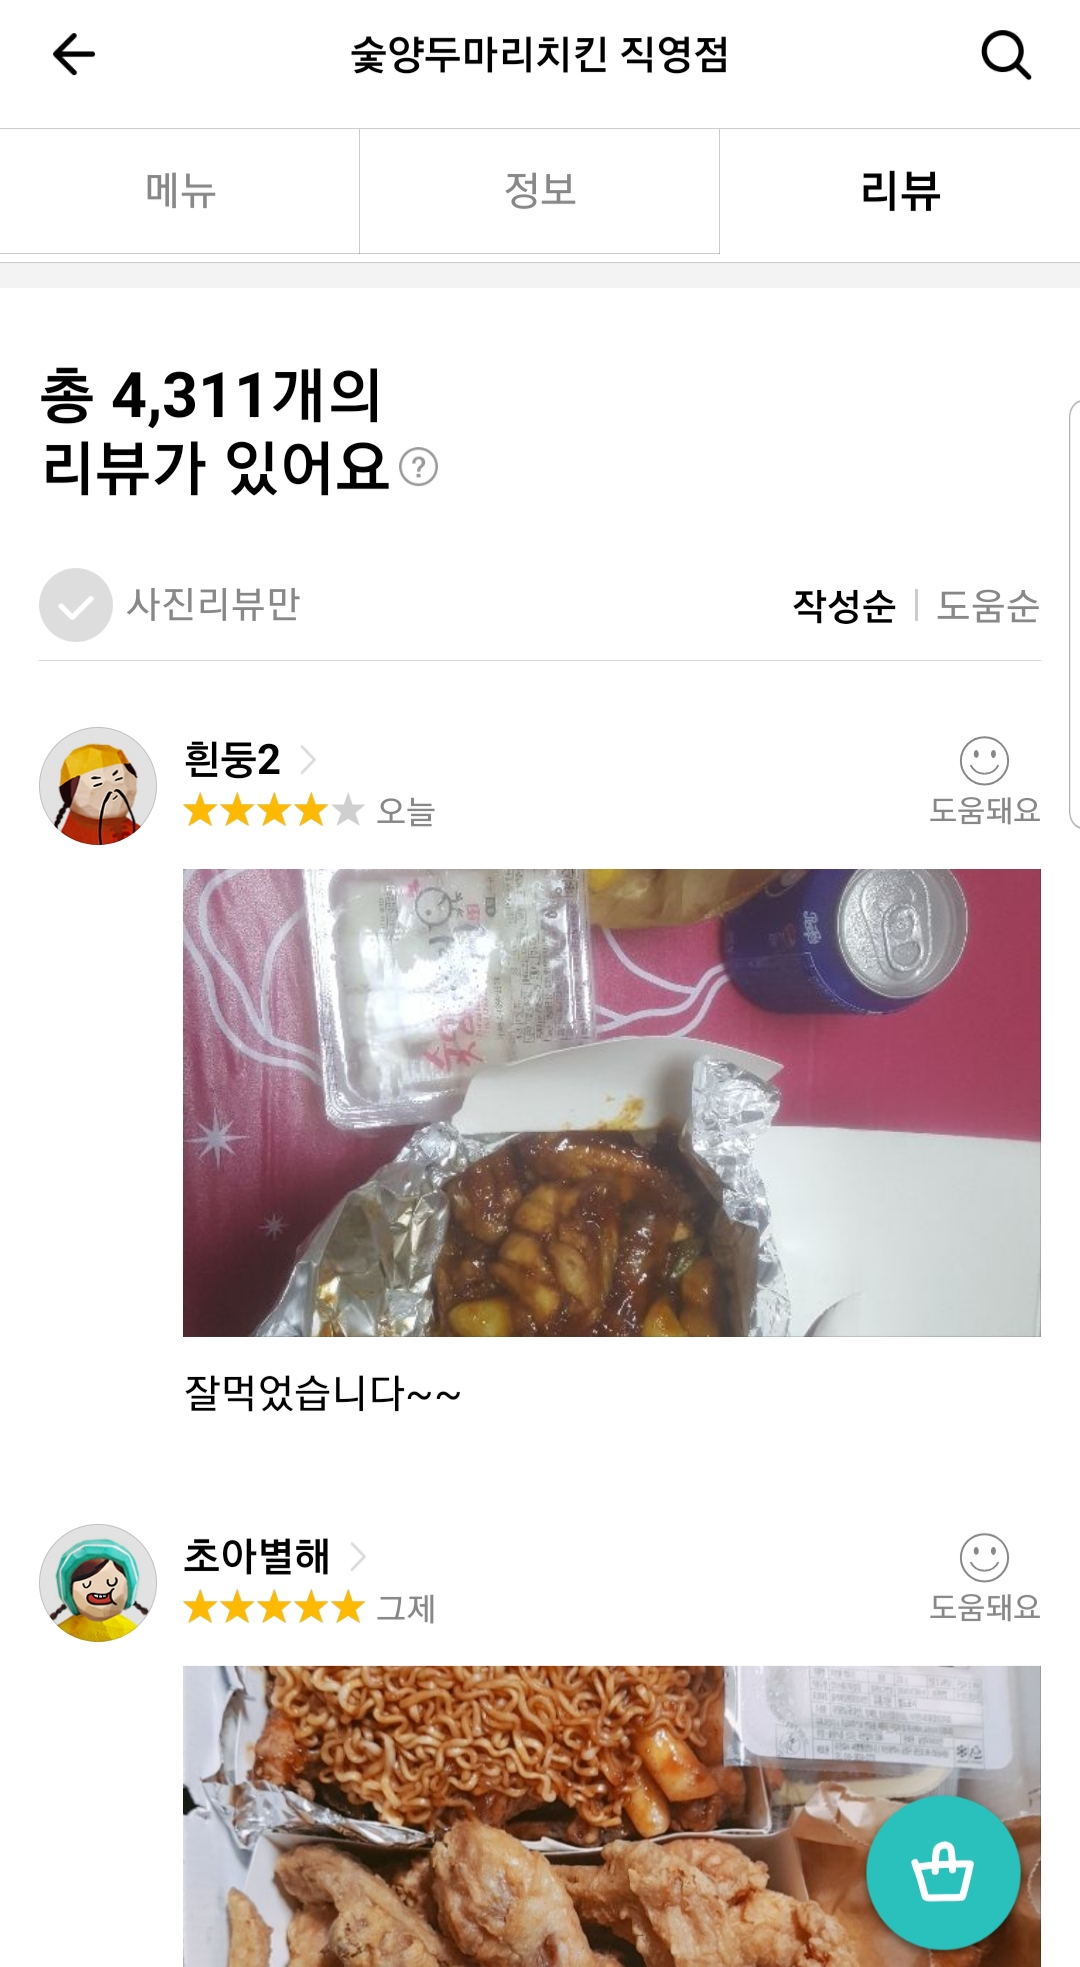 숯양두마리치킨 직영점
메뉴
정보
리뷰
총 4,311개의
리뷰가 있어요 ?
사진리뷰만
작성순 | 도움순
흰둥2
오늘
도움돼요
잘먹었습니다~~
초아별해
그제
도움돼요